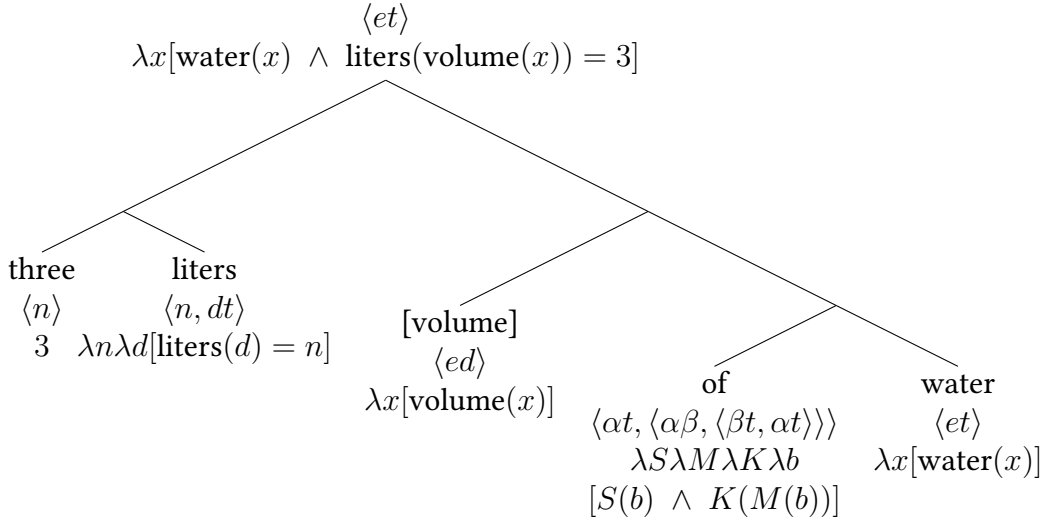 ⟨et⟩
λx[water(x) ∧ liters(volume(x)) = 3]
three
⟨n⟩
3
liters
⟨n, dt⟩
λnλd[liters(d) = n]
[volume]
⟨ed⟩
λx[volume(x)]
of
⟨αt, ⟨αβ, ⟨βt, αt⟩⟩⟩
λSλMλKλb
[S(b) ∧ K(M(b))]
water
⟨et⟩
λx[water(x)]